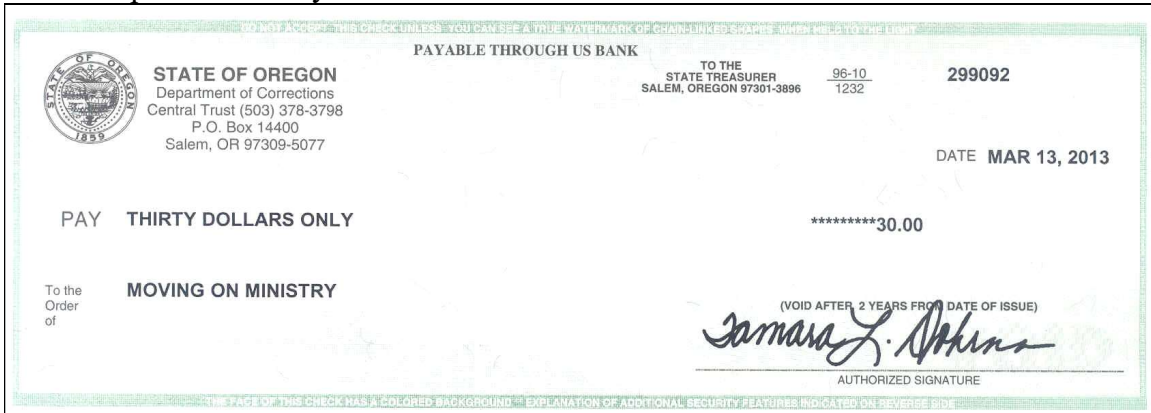 DO NOT ACCEPT THIS CHECK UNLESS YOU CAN SEE A TRUE WATERMARK OF CHAIN-LINKED SHAPES WHEN HELD TO THE LIGHT
PAYABLE THROUGH US BANK
STATE OF OREGON
1859
STATE OF OREGON
Department of Corrections
Central Trust (503) 378-3798
P.O. Box 14400
Salem, OR 97309-5077
TO THE
STATE TREASURER
SALEM, OREGON 97301-3896
96-10
1232
299092
DATE MAR 13, 2013
PAY THIRTY DOLLARS ONLY *********30.00
To the
Order
of
MOVING ON MINISTRY
(VOID AFTER 2 YEARS FROM DATE OF ISSUE)
Tamara L.
AUTHORIZED SIGNATURE
THE FACE OF THIS CHECK HAS A COLORED BACKGROUND EXPLANATION OF ADDITIONAL SECURITY FEATURES INDICATED ON REVERSE SIDE